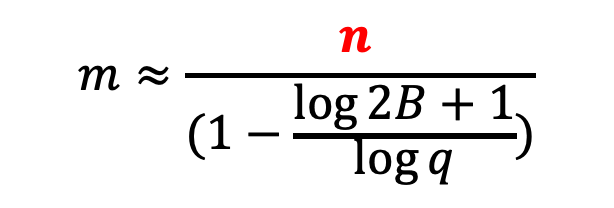 n
m ≈
log 2B + 1
(1 − )
log q